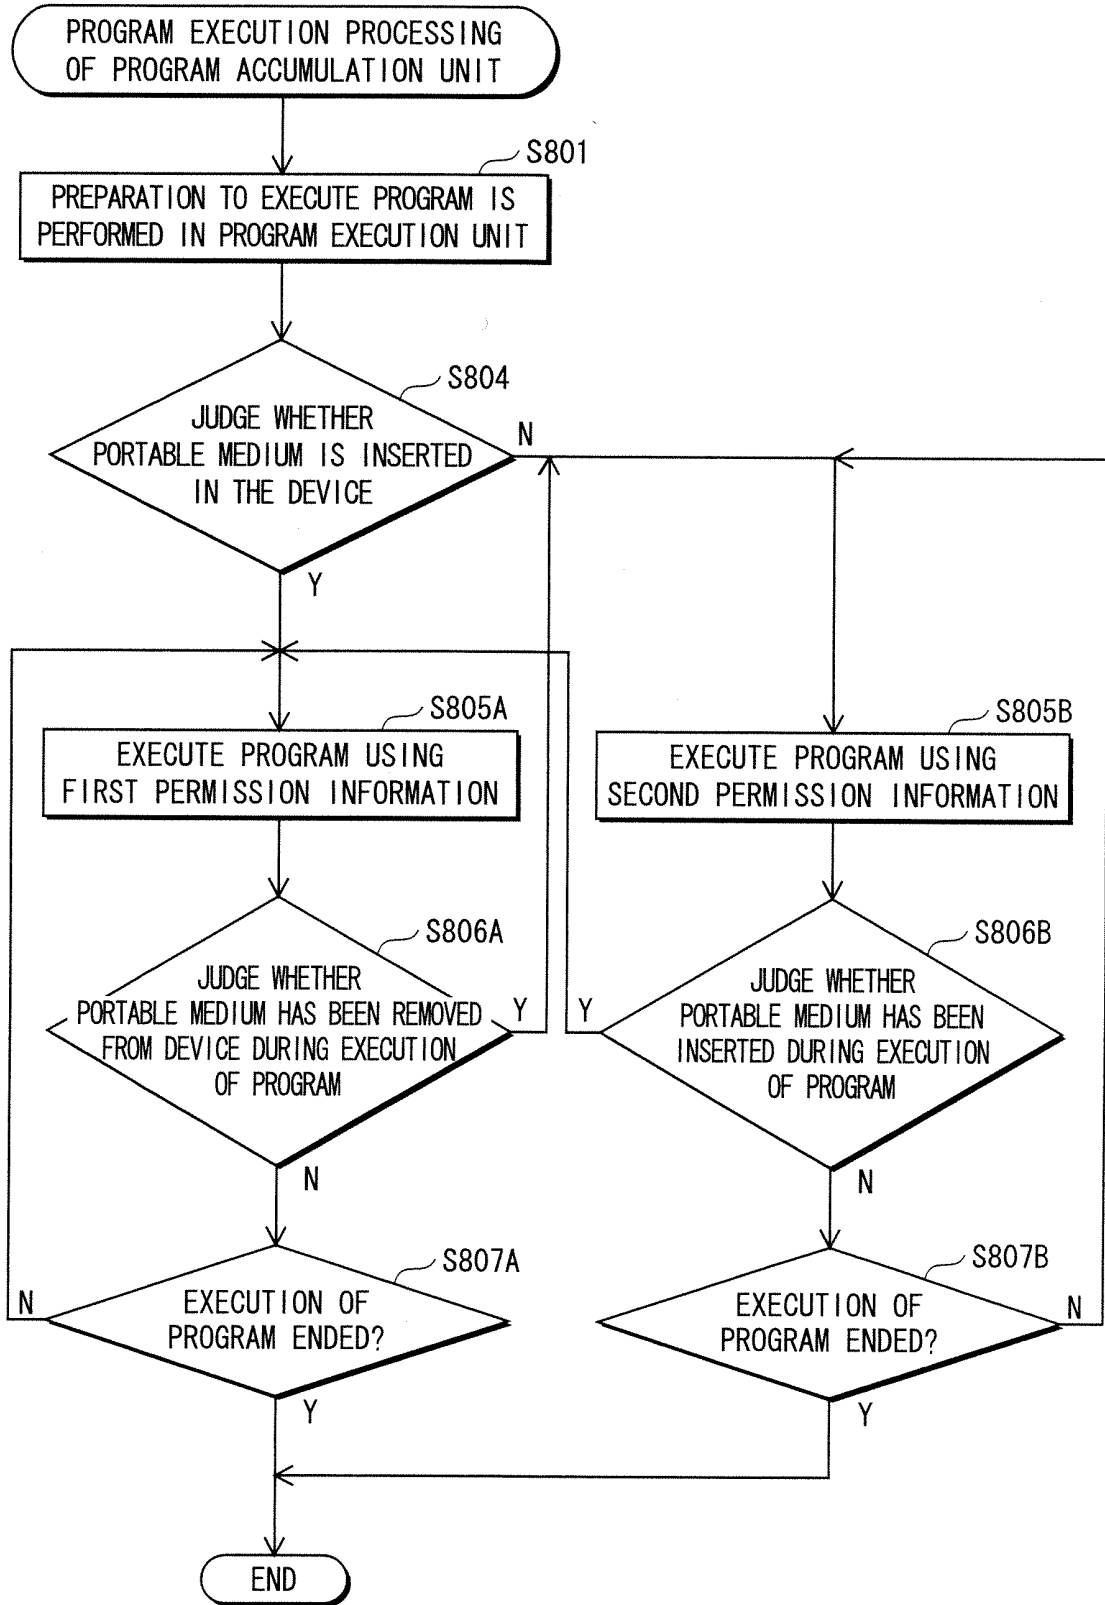 PROGRAM EXECUTION PROCESSING
OF PROGRAM ACCUMULATION UNIT
S801
PREPARATION TO EXECUTE PROGRAM IS
PERFORMED IN PROGRAM EXECUTION UNIT
S804
JUDGE WHETHER
PORTABLE MEDIUM IS INSERTED
IN THE DEVICE
N
Y
S805A
EXECUTE PROGRAM USING
FIRST PERMISSION INFORMATION
S805B
EXECUTE PROGRAM USING
SECOND PERMISSION INFORMATION
S806A
JUDGE WHETHER
PORTABLE MEDIUM HAS BEEN REMOVED
FROM DEVICE DURING EXECUTION
OF PROGRAM
Y
N
S806B
JUDGE WHETHER
PORTABLE MEDIUM HAS BEEN
INSERTED DURING EXECUTION
OF PROGRAM
Y
N
S807A
EXECUTION OF
PROGRAM ENDED?
N
Y
S807B
EXECUTION OF
PROGRAM ENDED?
N
Y
END